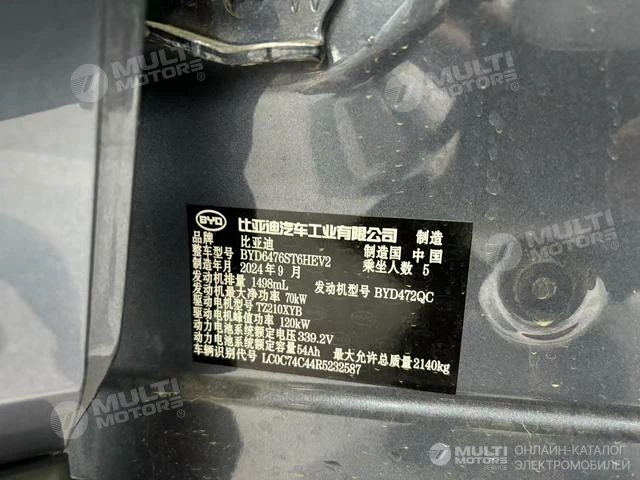 MULTI MOTORS
MULTI MOTORS
BYD 比亚迪汽车工业有限公司 制造
品牌 比亚迪 制造国 中国
整车型号 BYD6476ST6HEV2 乘坐人数 5
制造年月 2024年9月
发动机排量 1498mL 发动机型号 BYD472QC
发动机最大净功率 70kW
驱动电机型号 TZ210XYB
驱动电机峰值功率 120kW
动力电池系统额定电压 339.2V
动力电池系统额定容量 54Ah 最大允许总质量 2140kg
车辆识别代号 LC0C74C44R5232587
MULTI MOTORS
MULTI MOTORS
MULTI MOTORS
ОНЛАЙН-КАТАЛОГ
ЭЛЕКТРОМОБИЛЕЙ